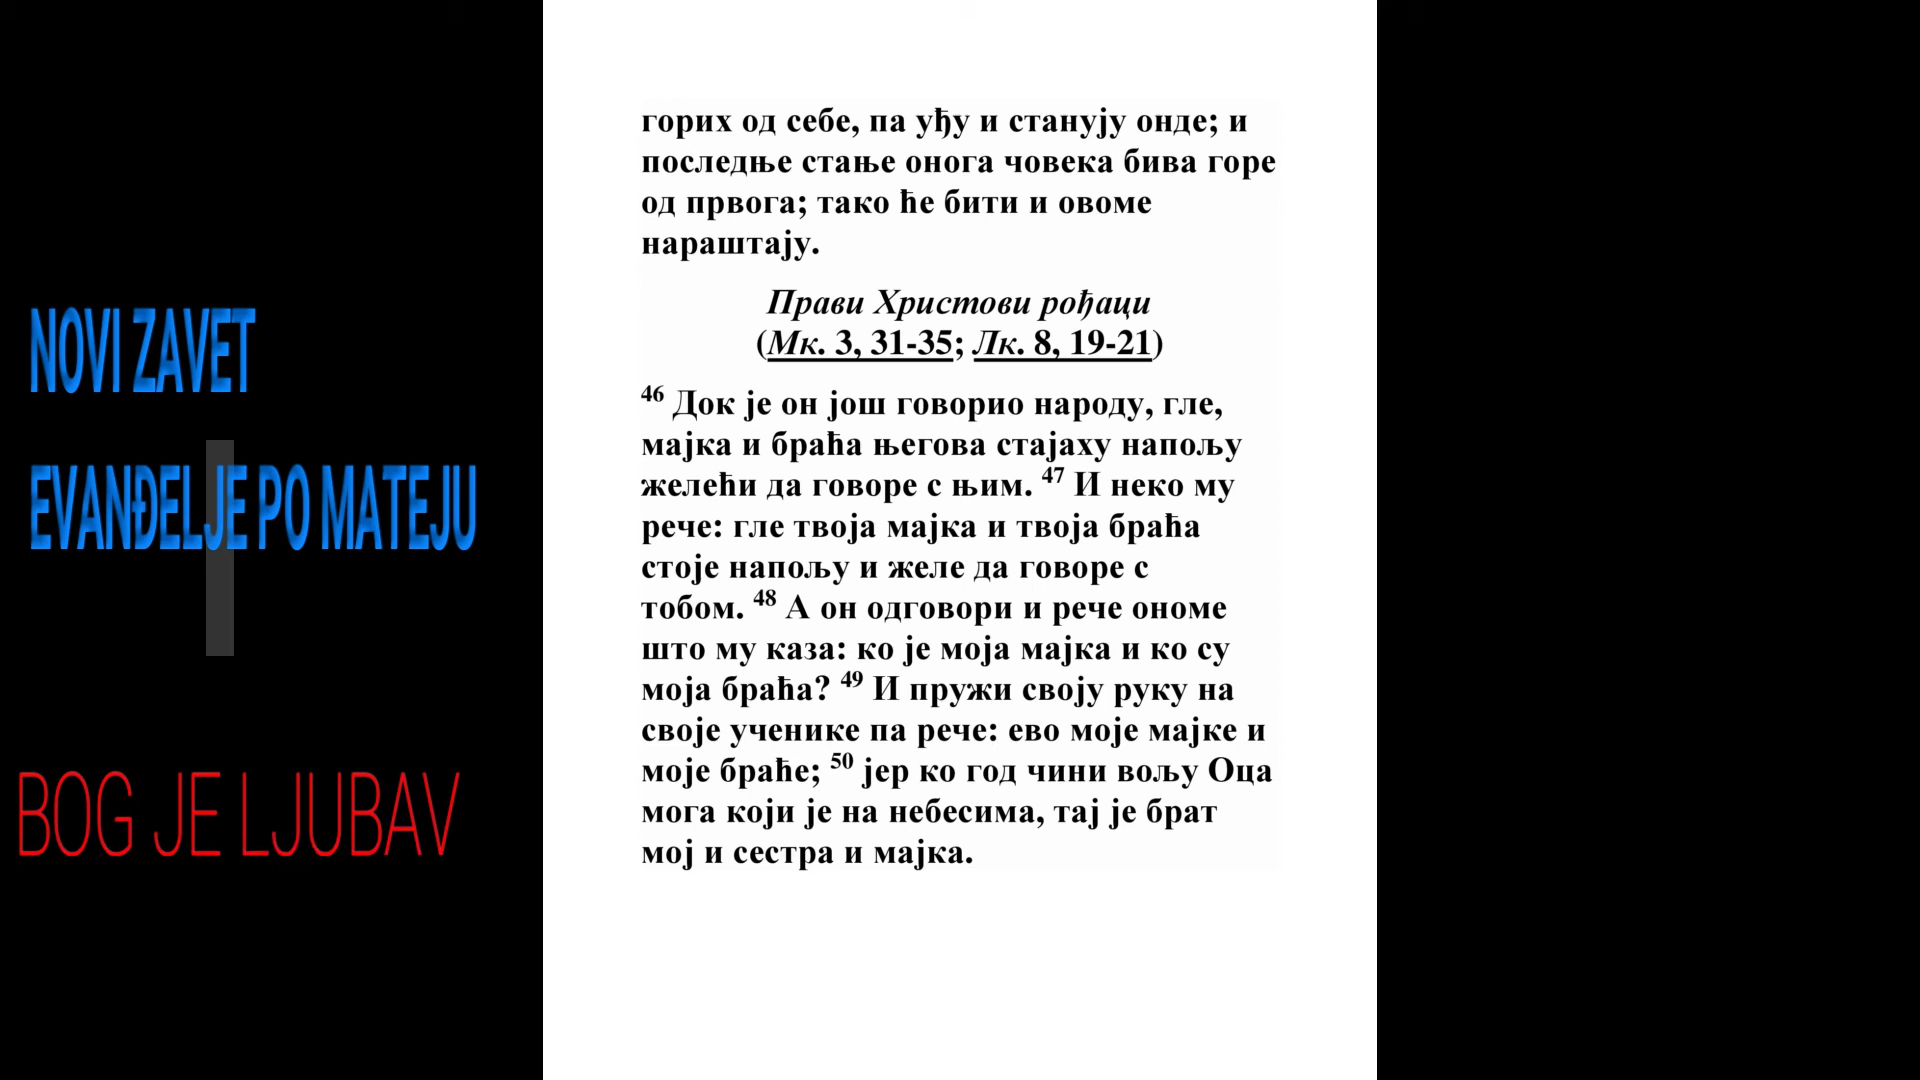 NOVI ZAVET
EVANĐELJE PO MATEJU
BOG JE LJUBAV
горих од себе, па уђу и станују онде; и
последње стање онога човека бива горе
од првога; тако ће бити и овоме
нараштају.
Прави Христови рођаци
(Мк. 3, 31-35; Лк. 8, 19-21)
46 Док је он још говорио народу, гле,
мајка и браћа његова стајаху напољу
желећи да говоре с њим. 47 И неко му
рече: гле твоја мајка и твоја браћа
стоје напољу и желе да говоре с
тобом. 48 А он одговори и рече ономе
што му каза: ко је моја мајка и ко су
моја браћа? 49 И пружи своју руку на
своје ученике па рече: ево моје мајке и
моје браће; 50 јер ко год чини вољу Оца
мога који је на небесима, тај је брат
мој и сестра и мајка.